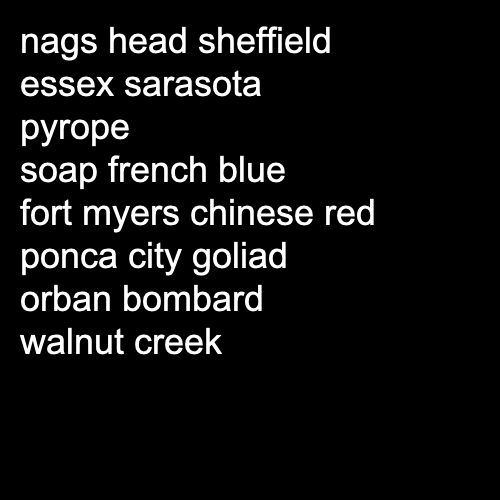 nags head sheffield
essex sarasota
pyrope
soap french blue
fort myers chinese red
ponca city goliad
orban bombard
walnut creek